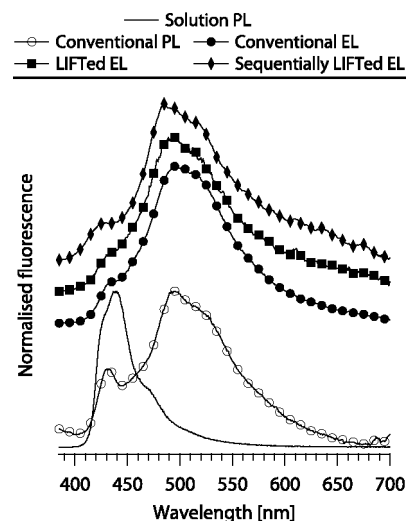 Solution PL
Conventional PL Conventional EL
LIFTed EL Sequentially LIFTed EL
Normalised fluorescence
400 450 500 550 600 650 700
Wavelength [nm]